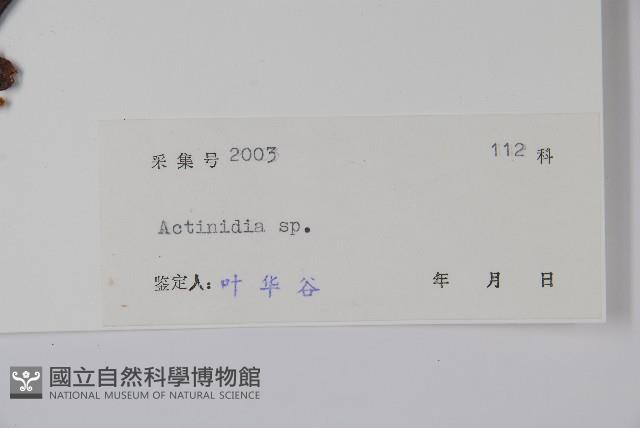 采集号 2003 112 科
Actinidia sp.
鉴定人: 叶华谷 年 月 日
國立自然科學博物館
NATIONAL MUSEUM OF NATURAL SCIENCE